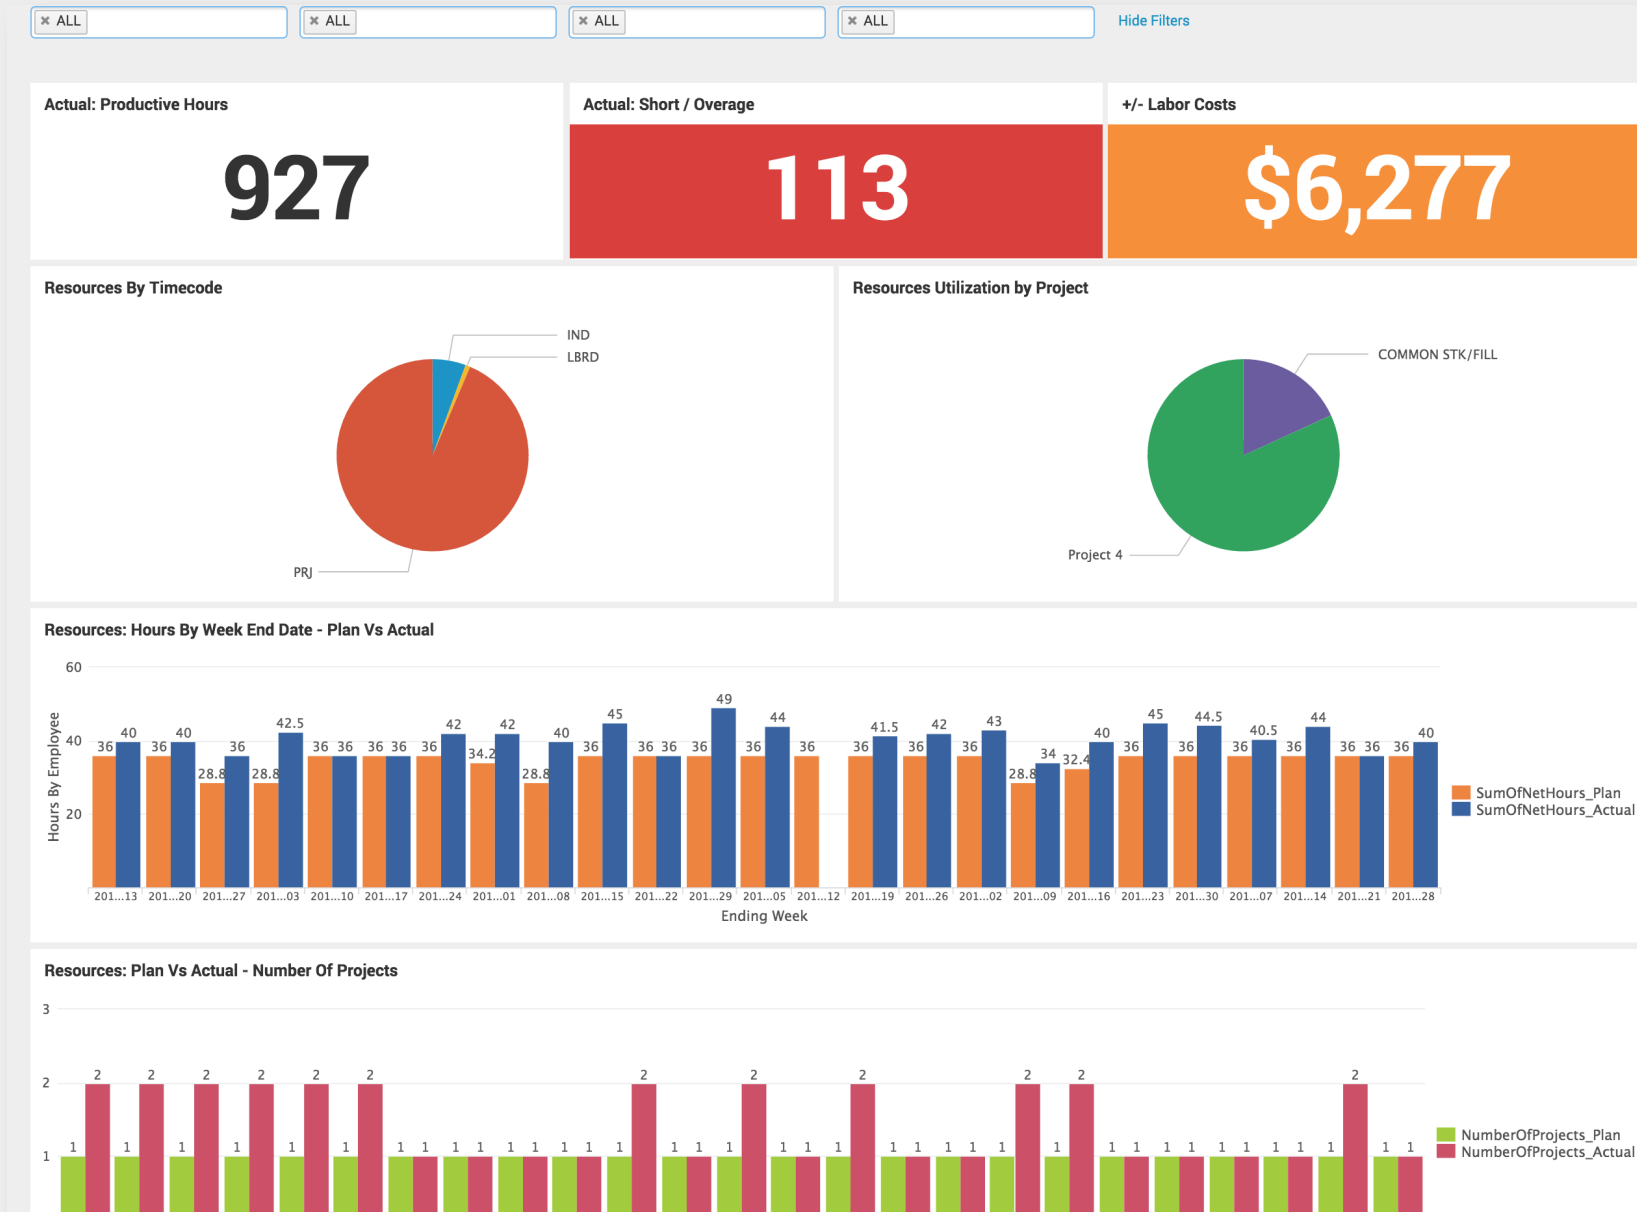 ✖ ALL ✖ ALL ✖ ALL ✖ ALL Hide Filters
Actual: Productive Hours
927
Actual: Short / Overage
113
+/- Labor Costs
$6,277
Resources By Timecode
IND
LBRD
PRJ
Resources Utilization by Project
COMMON STK/FILL
Project 4
Resources: Hours By Week End Date - Plan Vs Actual
Hours By Employee
60
40
20
36 40 36 40 28.8 36 28.8 42.5 36 36 36 36 36 42 34.2 42 28.8 40 36 45 36 36 36 49 36 44 36 36 41.5 36 42 36 43 28.8 34 32.4 40 36 45 36 44.5 36 40.5 36 44 36 36 36 40
201...13 201...20 201...27 201...03 201...10 201...17 201...24 201...01 201...08 201...15 201...22 201...29 201...05 201...12 201...19 201...26 201...02 201...09 201...16 201...23 201...30 201...07 201...14 201...21 201...28
Ending Week
SumOfNetHours_Plan
SumOfNetHours_Actual
Resources: Plan Vs Actual - Number Of Projects
3
2
1
1 2 1 2 1 2 1 2 1 2 1 2 1 1 1 1 1 1 1 1 1 2 1 1 1 2 1 1 1 2 1 1 1 1 1 2 1 2 1 1 1 1 1 1 1 1 1 2 1 1
NumberOfProjects_Plan
NumberOfProjects_Actual